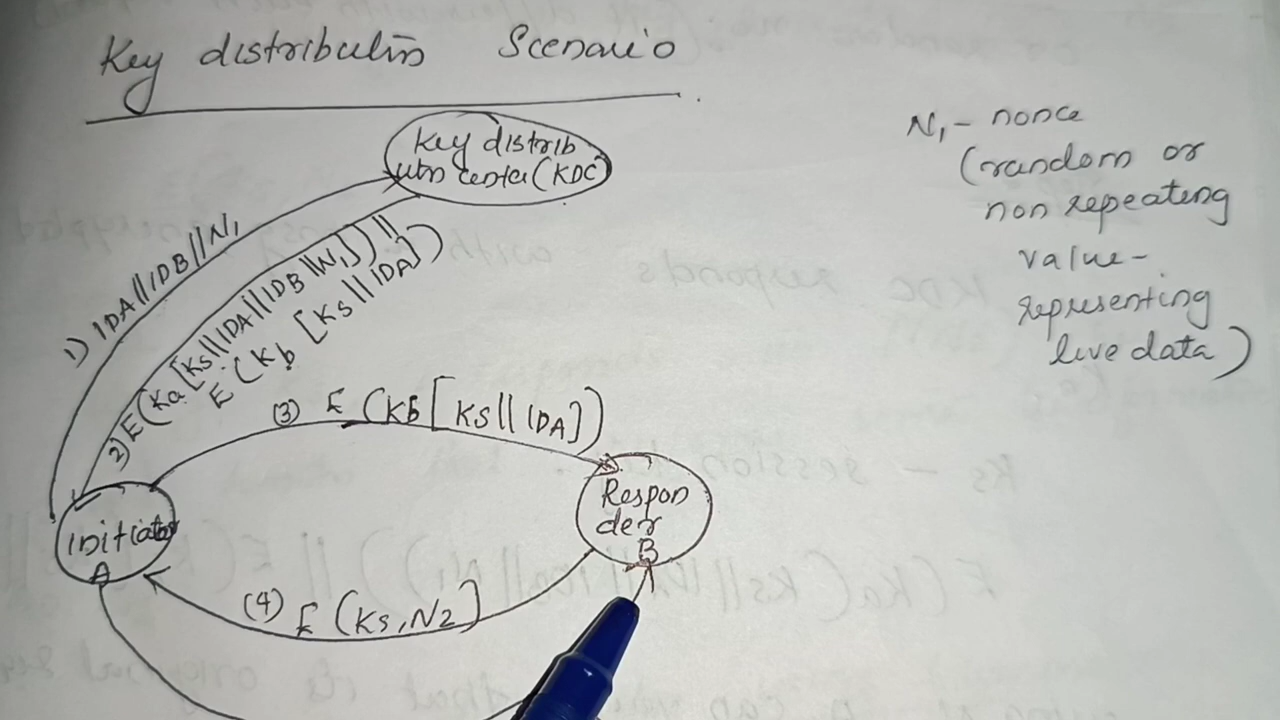 Key distribution Scenario
Key distrib
ution center (KDC)
N1 - nonce
(random or
non repeating
value -
representing
live data)
1) IDA || IDB || N1
2) E(Ka [Ks || IDA || IDB || N1]) ||
E (Kb [Ks || IDA])
(3) E (Kb [Ks || IDA])
Initiator
A
Respon
der
B
(4) E (Ks, N2]